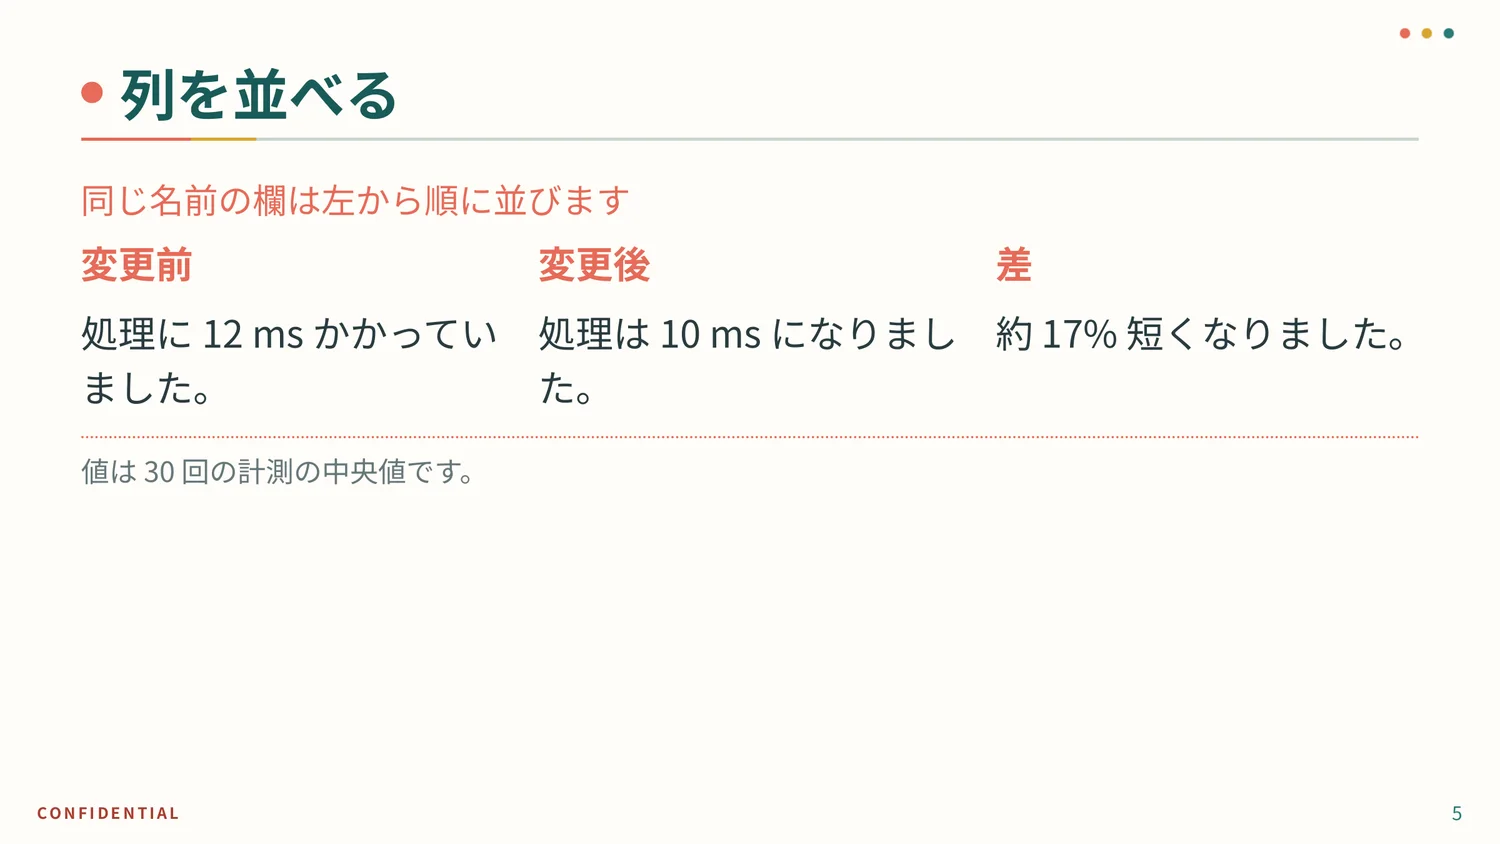 列を並べる
同じ名前の欄は左から順に並びます
変更前
処理に 12 ms かかってい
ました。
変更後
処理は 10 ms になりまし
た。
差
約 17% 短くなりました。
値は 30 回の計測の中央値です。
CONFIDENTIAL
5